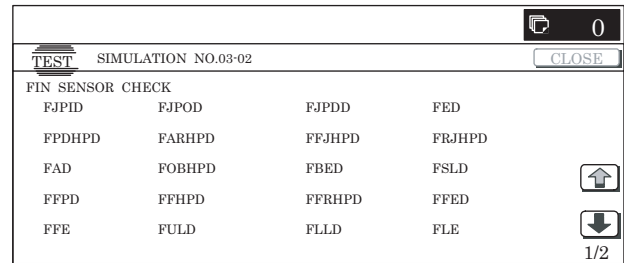 0
TEST SIMULATION NO.03-02 CLOSE
FIN SENSOR CHECK
FJPID FJPOD FJPDD FED
FPDHPD FARHPD FFJHPD FRJHPD
FAD FOBHPD FBED FSLD
FFPD FFHPD FFRHPD FFED
FFE FULD FLLD FLE
1/2